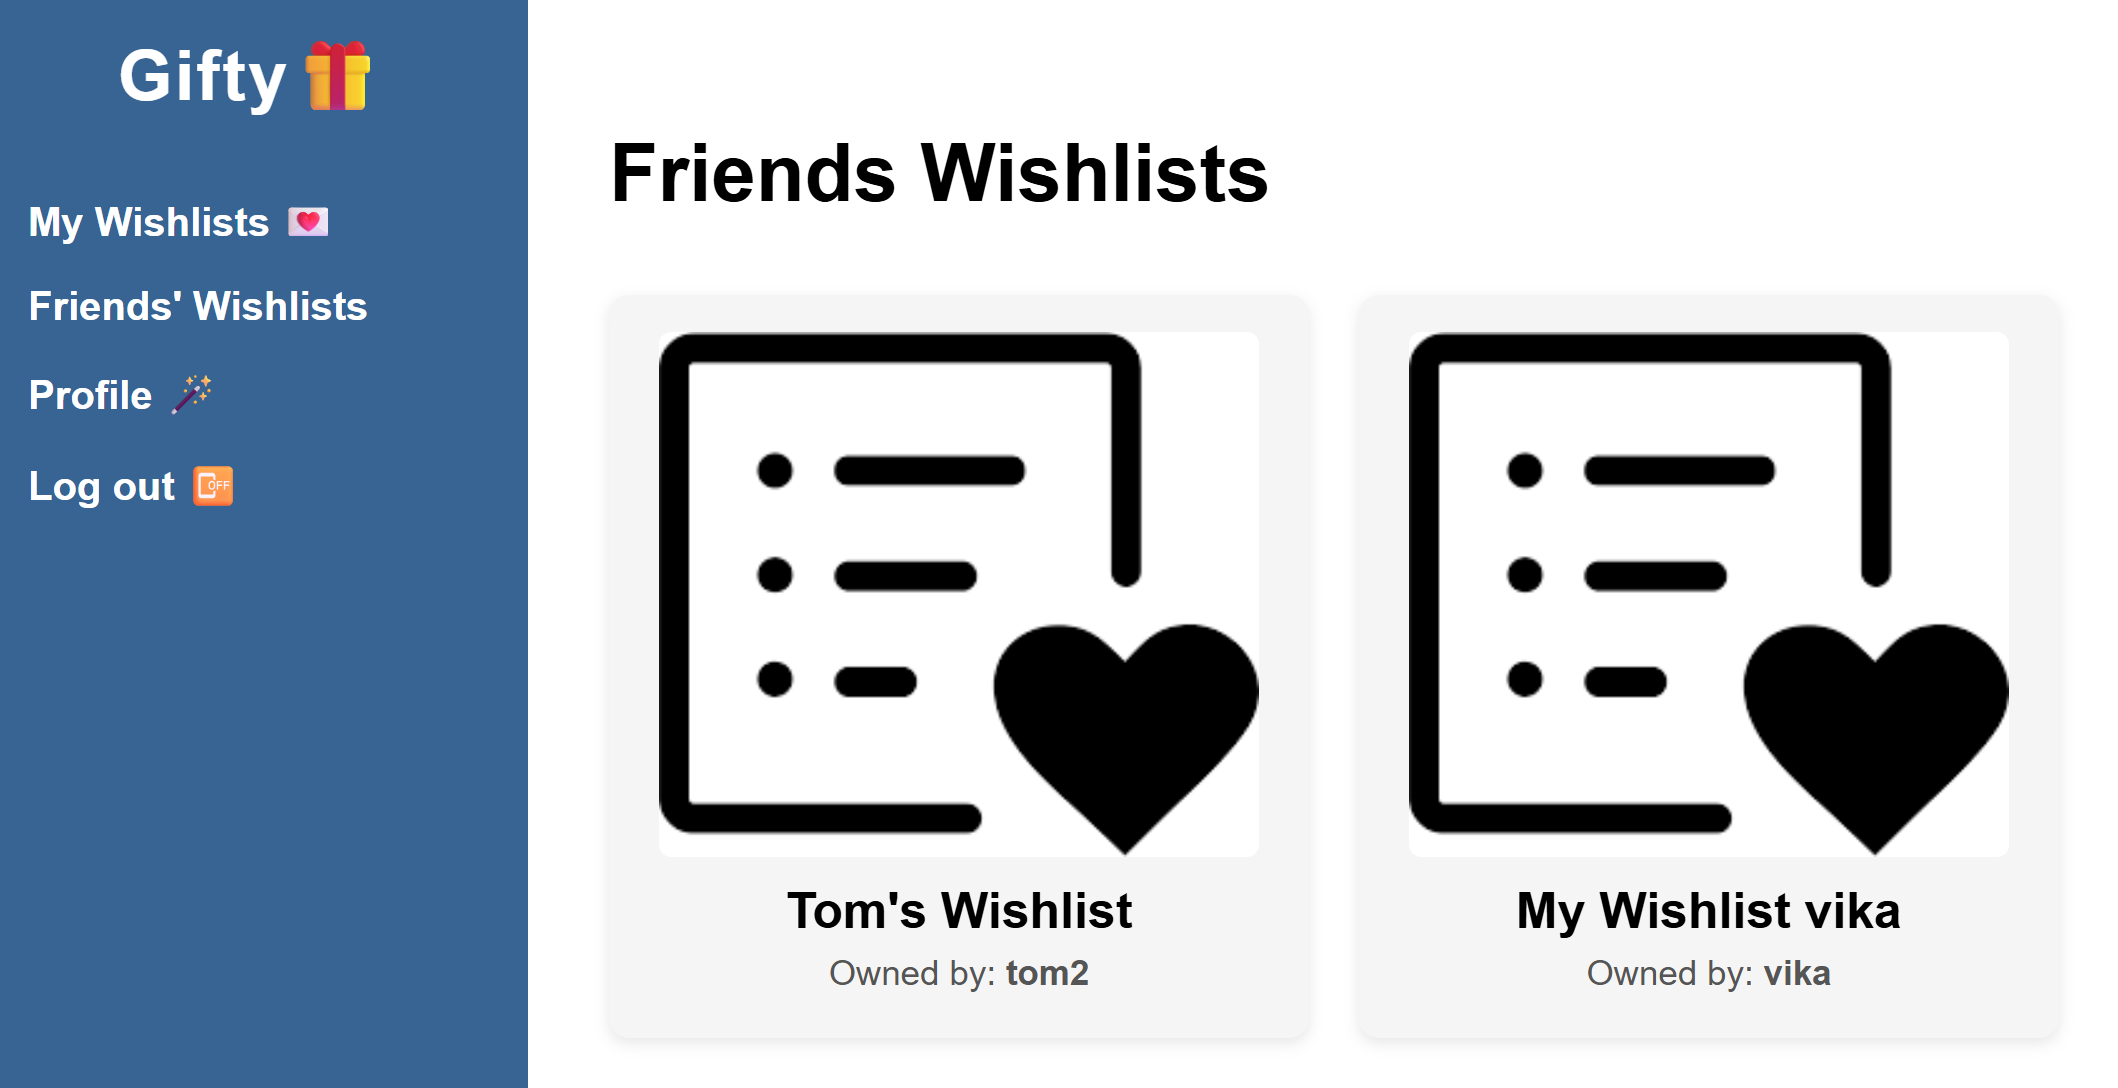 Gifty
My Wishlists
Friends' Wishlists
Profile
Log out
OFF
Friends Wishlists
Tom's Wishlist
Owned by: tom2
My Wishlist vika
Owned by: vika